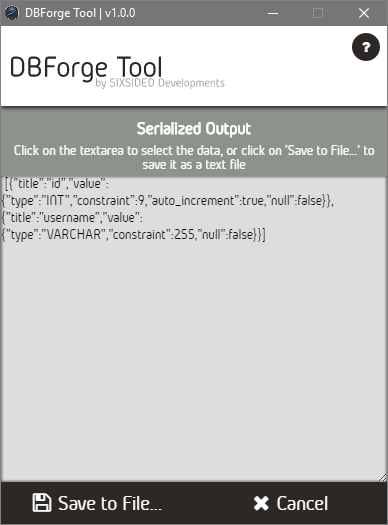 DBForge Tool | v1.0.0
?
DBForge Tool
by SIXSIDED Developments
Serialized Output
Click on the textarea to select the data, or click on 'Save to File...' to
save it as a text file
[{"title":"id","value":
{"type":"INT","constraint":9,"auto_increment":true,"null":false}},
{"title":"username","value":
{"type":"VARCHAR","constraint":255,"null":false}}]
Save to File...
Cancel